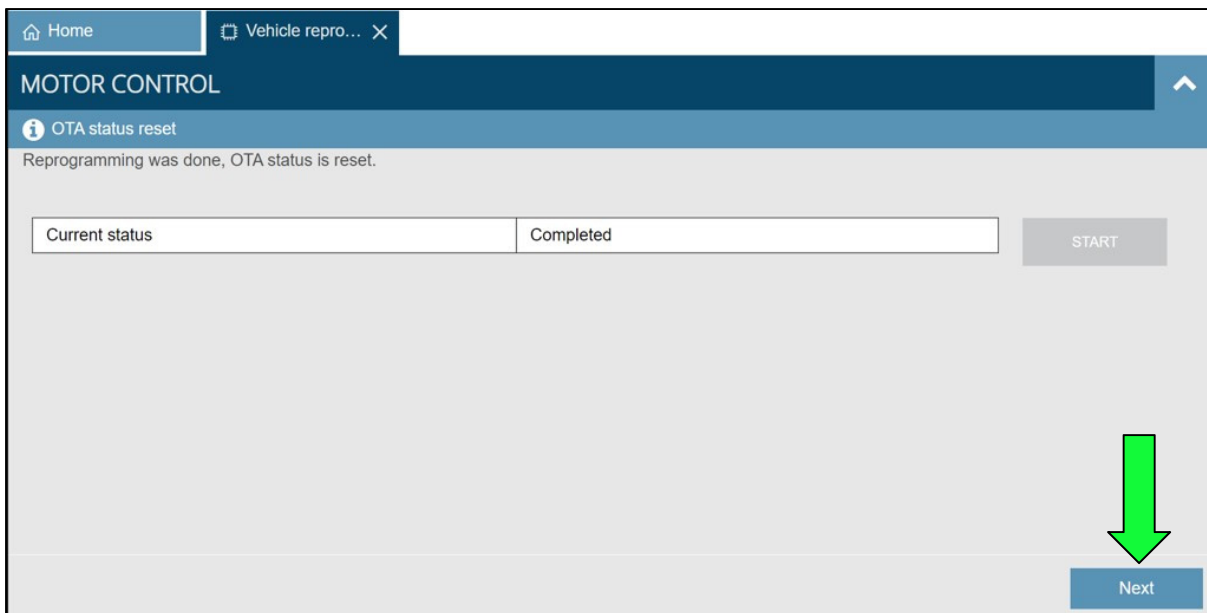 Home
Vehicle repro...
MOTOR CONTROL
OTA status reset
Reprogramming was done, OTA status is reset.
Current status
Completed
START
Next